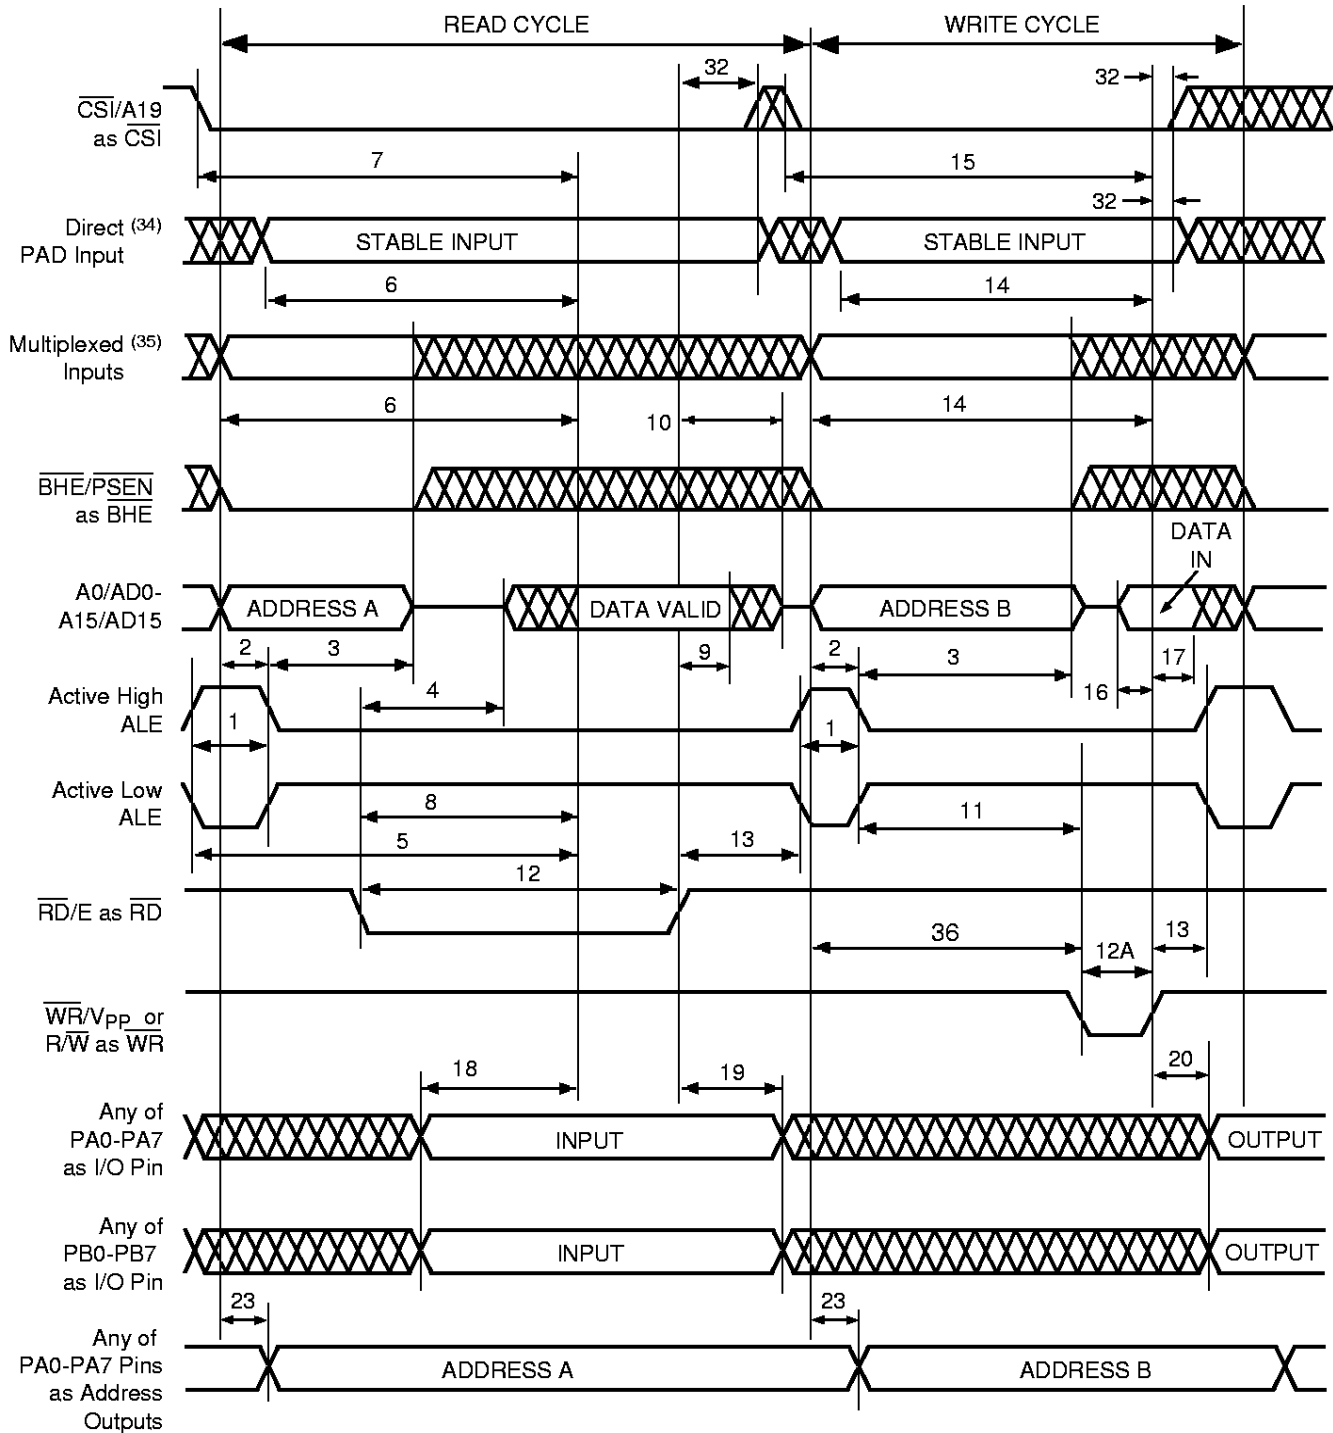 READ CYCLE
WRITE CYCLE
32
32
CSI/A19
as CSI
7
15
32
Direct (34)
PAD Input
STABLE INPUT
STABLE INPUT
6
14
Multiplexed (35)
Inputs
6
10
14
BHE/PSEN
as BHE
DATA
IN
A0/AD0-
A15/AD15
ADDRESS A
DATA VALID
ADDRESS B
2
3
9
2
3
17
4
16
Active High
ALE
1
1
Active Low
ALE
8
11
5
13
12
RD/E as RD
36
13
12A
WR/VPP or
R/W as WR
18
19
20
Any of
PA0-PA7
as I/O Pin
INPUT
OUTPUT
Any of
PB0-PB7
as I/O Pin
INPUT
OUTPUT
23
23
Any of
PA0-PA7 Pins
as Address
Outputs
ADDRESS A
ADDRESS B